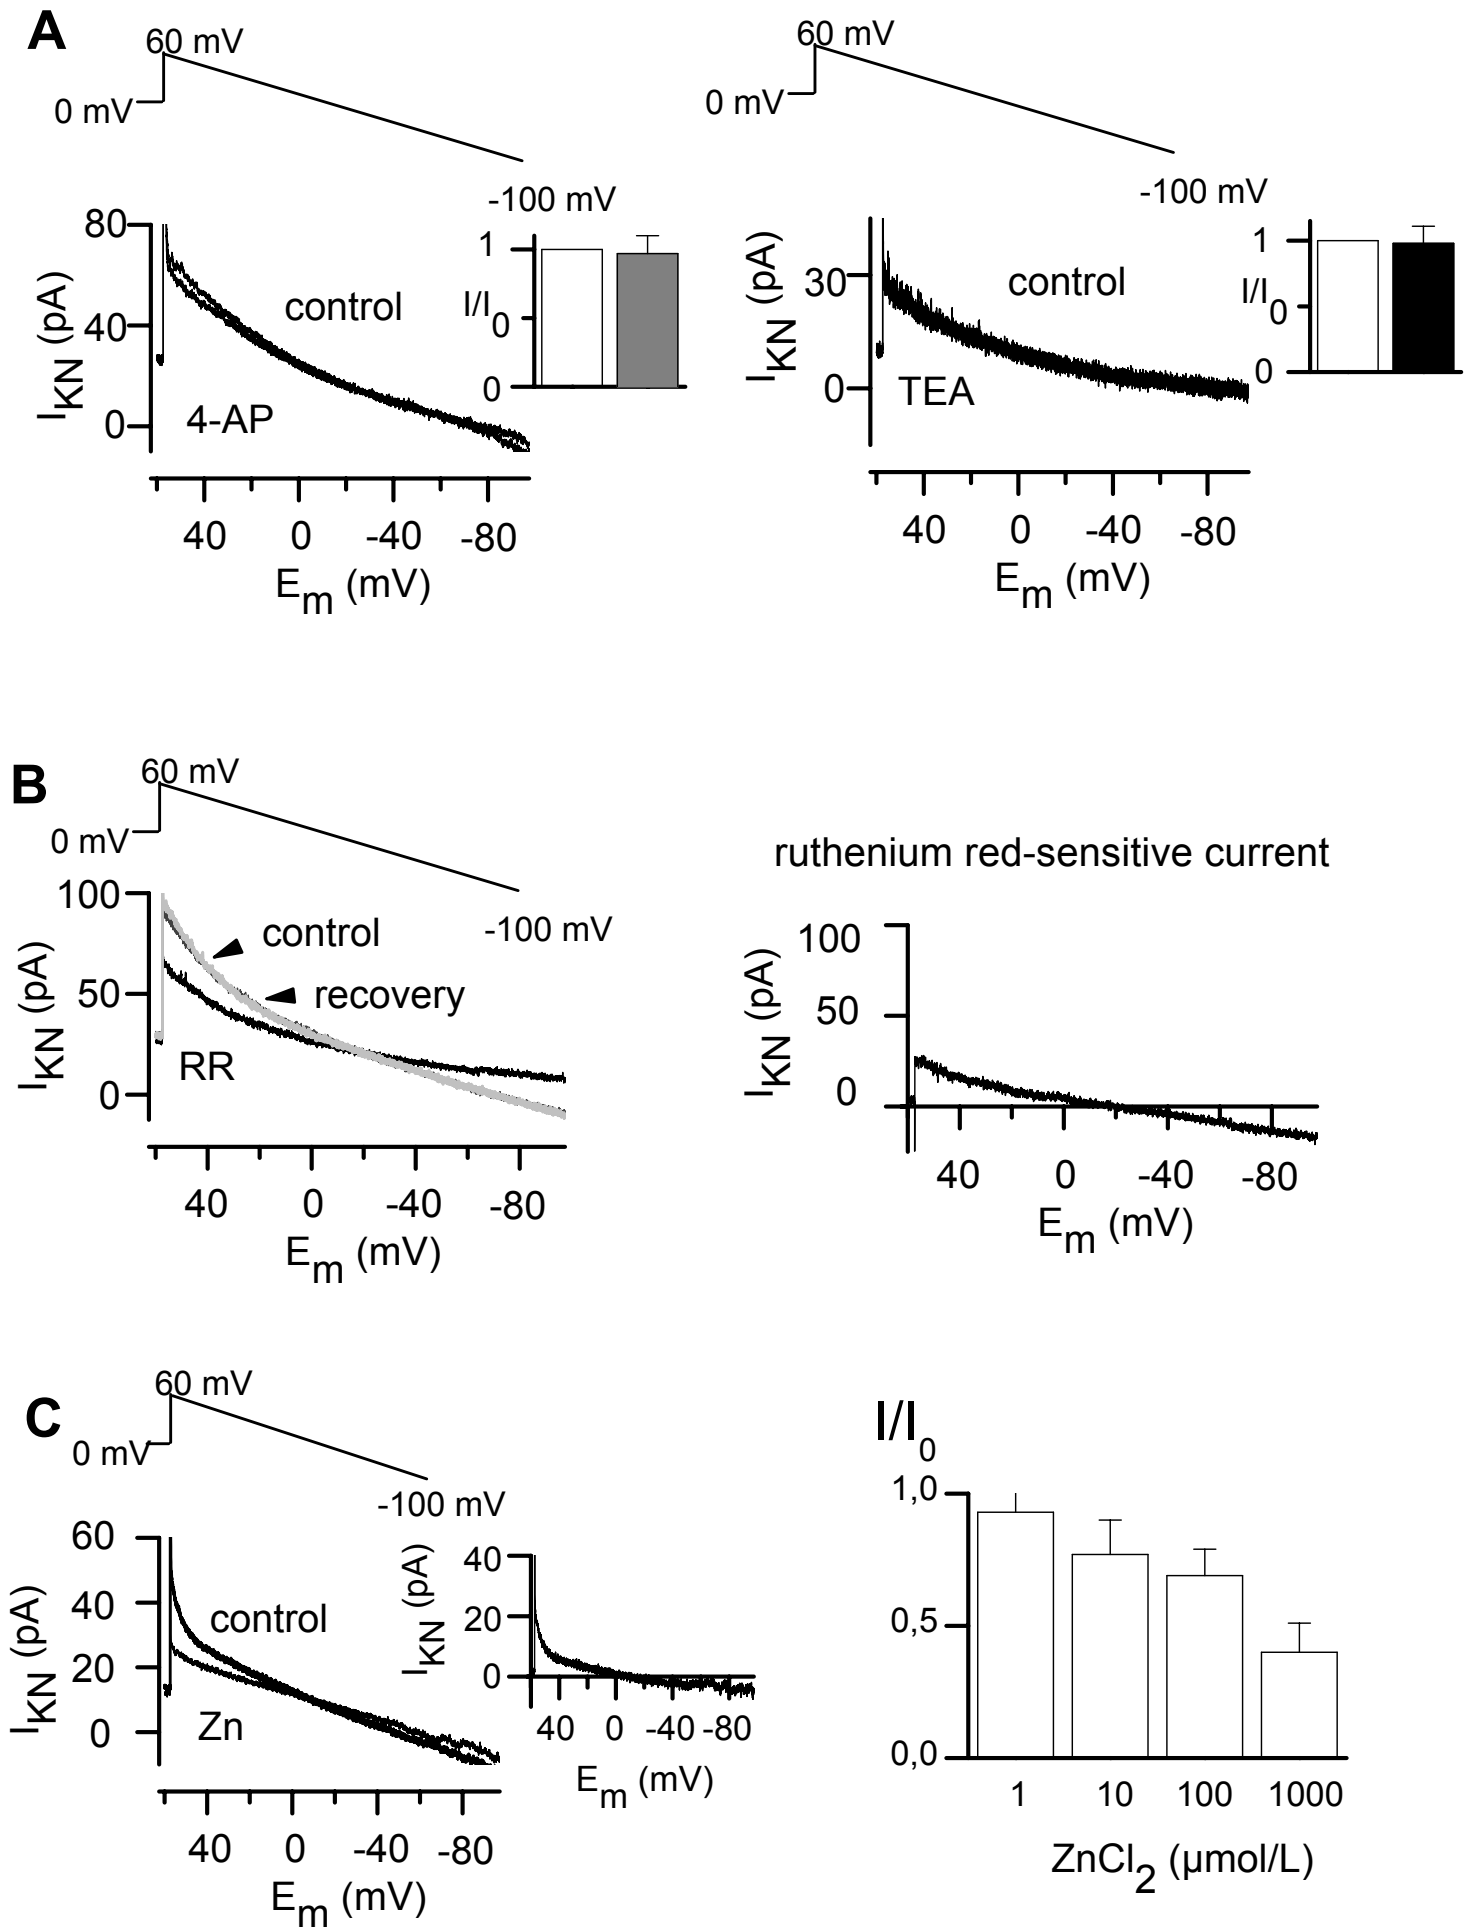 A
60 mV
0 mV
-100 mV
80
40
0
I_KN (pA)
control
4-AP
1
I/I_0
0
40 0 -40 -80
E_m (mV)
60 mV
0 mV
-100 mV
30
0
I_KN (pA)
control
TEA
1
I/I_0
0
40 0 -40 -80
E_m (mV)
B
60 mV
0 mV
-100 mV
100
50
0
I_KN (pA)
control
recovery
RR
40 0 -40 -80
E_m (mV)
ruthenium red-sensitive current
100
50
0
I_KN (pA)
40 0 -40 -80
E_m (mV)
C
60 mV
0 mV
-100 mV
60
40
20
0
I_KN (pA)
control
Zn
40 0 -40 -80
E_m (mV)
40
20
0
I_KN (pA)
40 0 -40 -80
E_m (mV)
I/I_0
1,0
0,5
0,0
1 10 100 1000
ZnCl_2 (µmol/L)